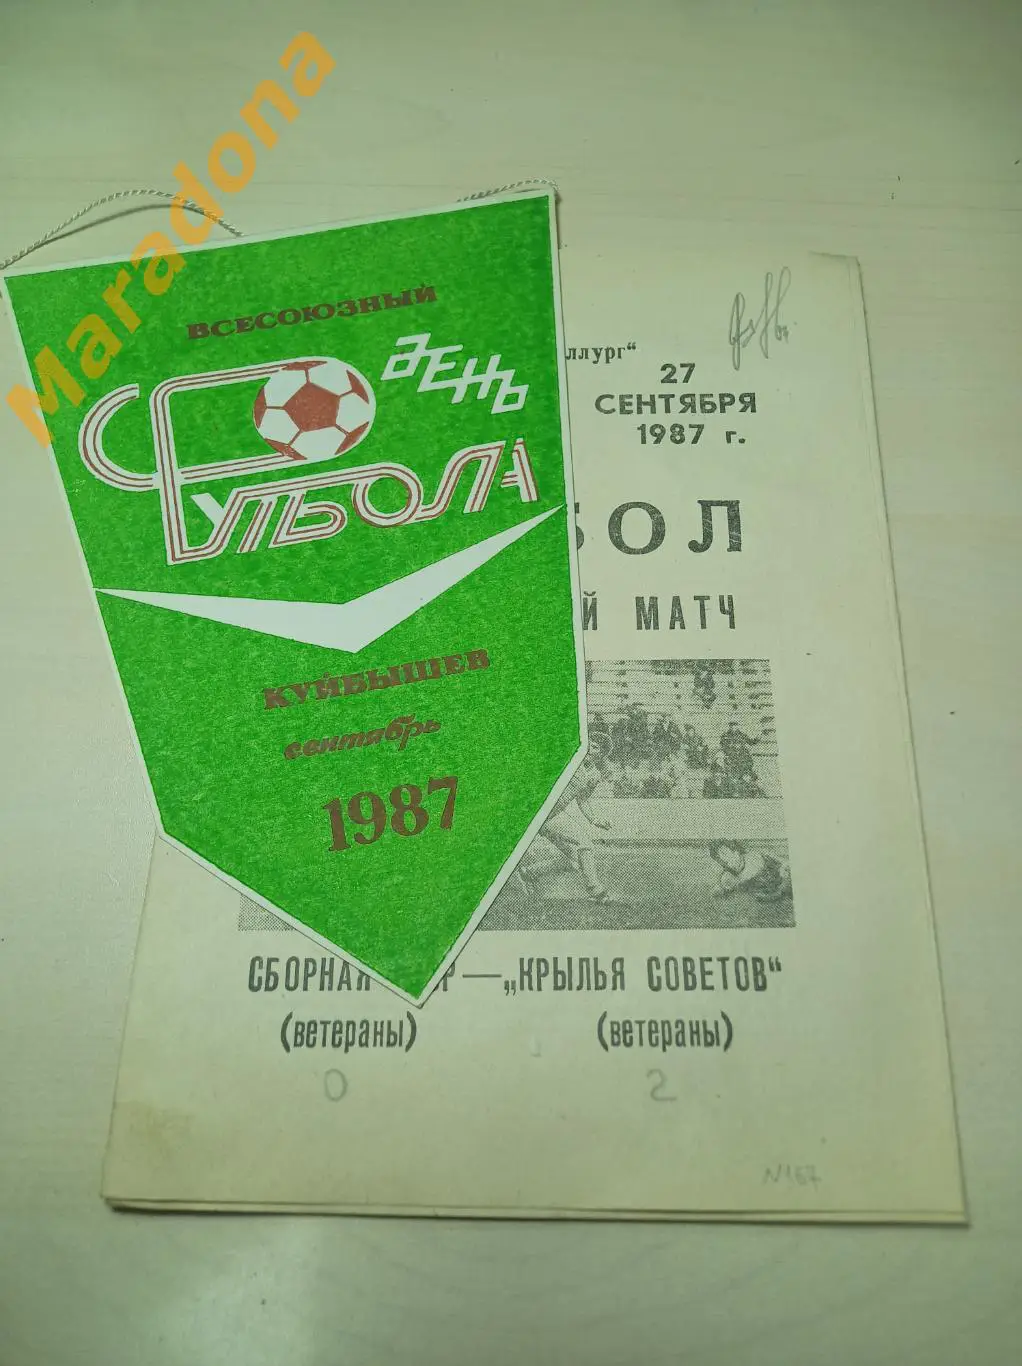 Maradona
ВСЕСОЮЗНЫЙ
ДЕНЬ
ФУТБОЛА
КУЙБЫШЕВ
сентябрь
1987
ллург“
27
СЕНТЯБРЯ
1987 г.
БОЛ
Й МАТЧ
СБОРНАЯ Р — „КРЫЛЬЯ СОВЕТОВ“
(ветераны) (ветераны)
0 2
N167